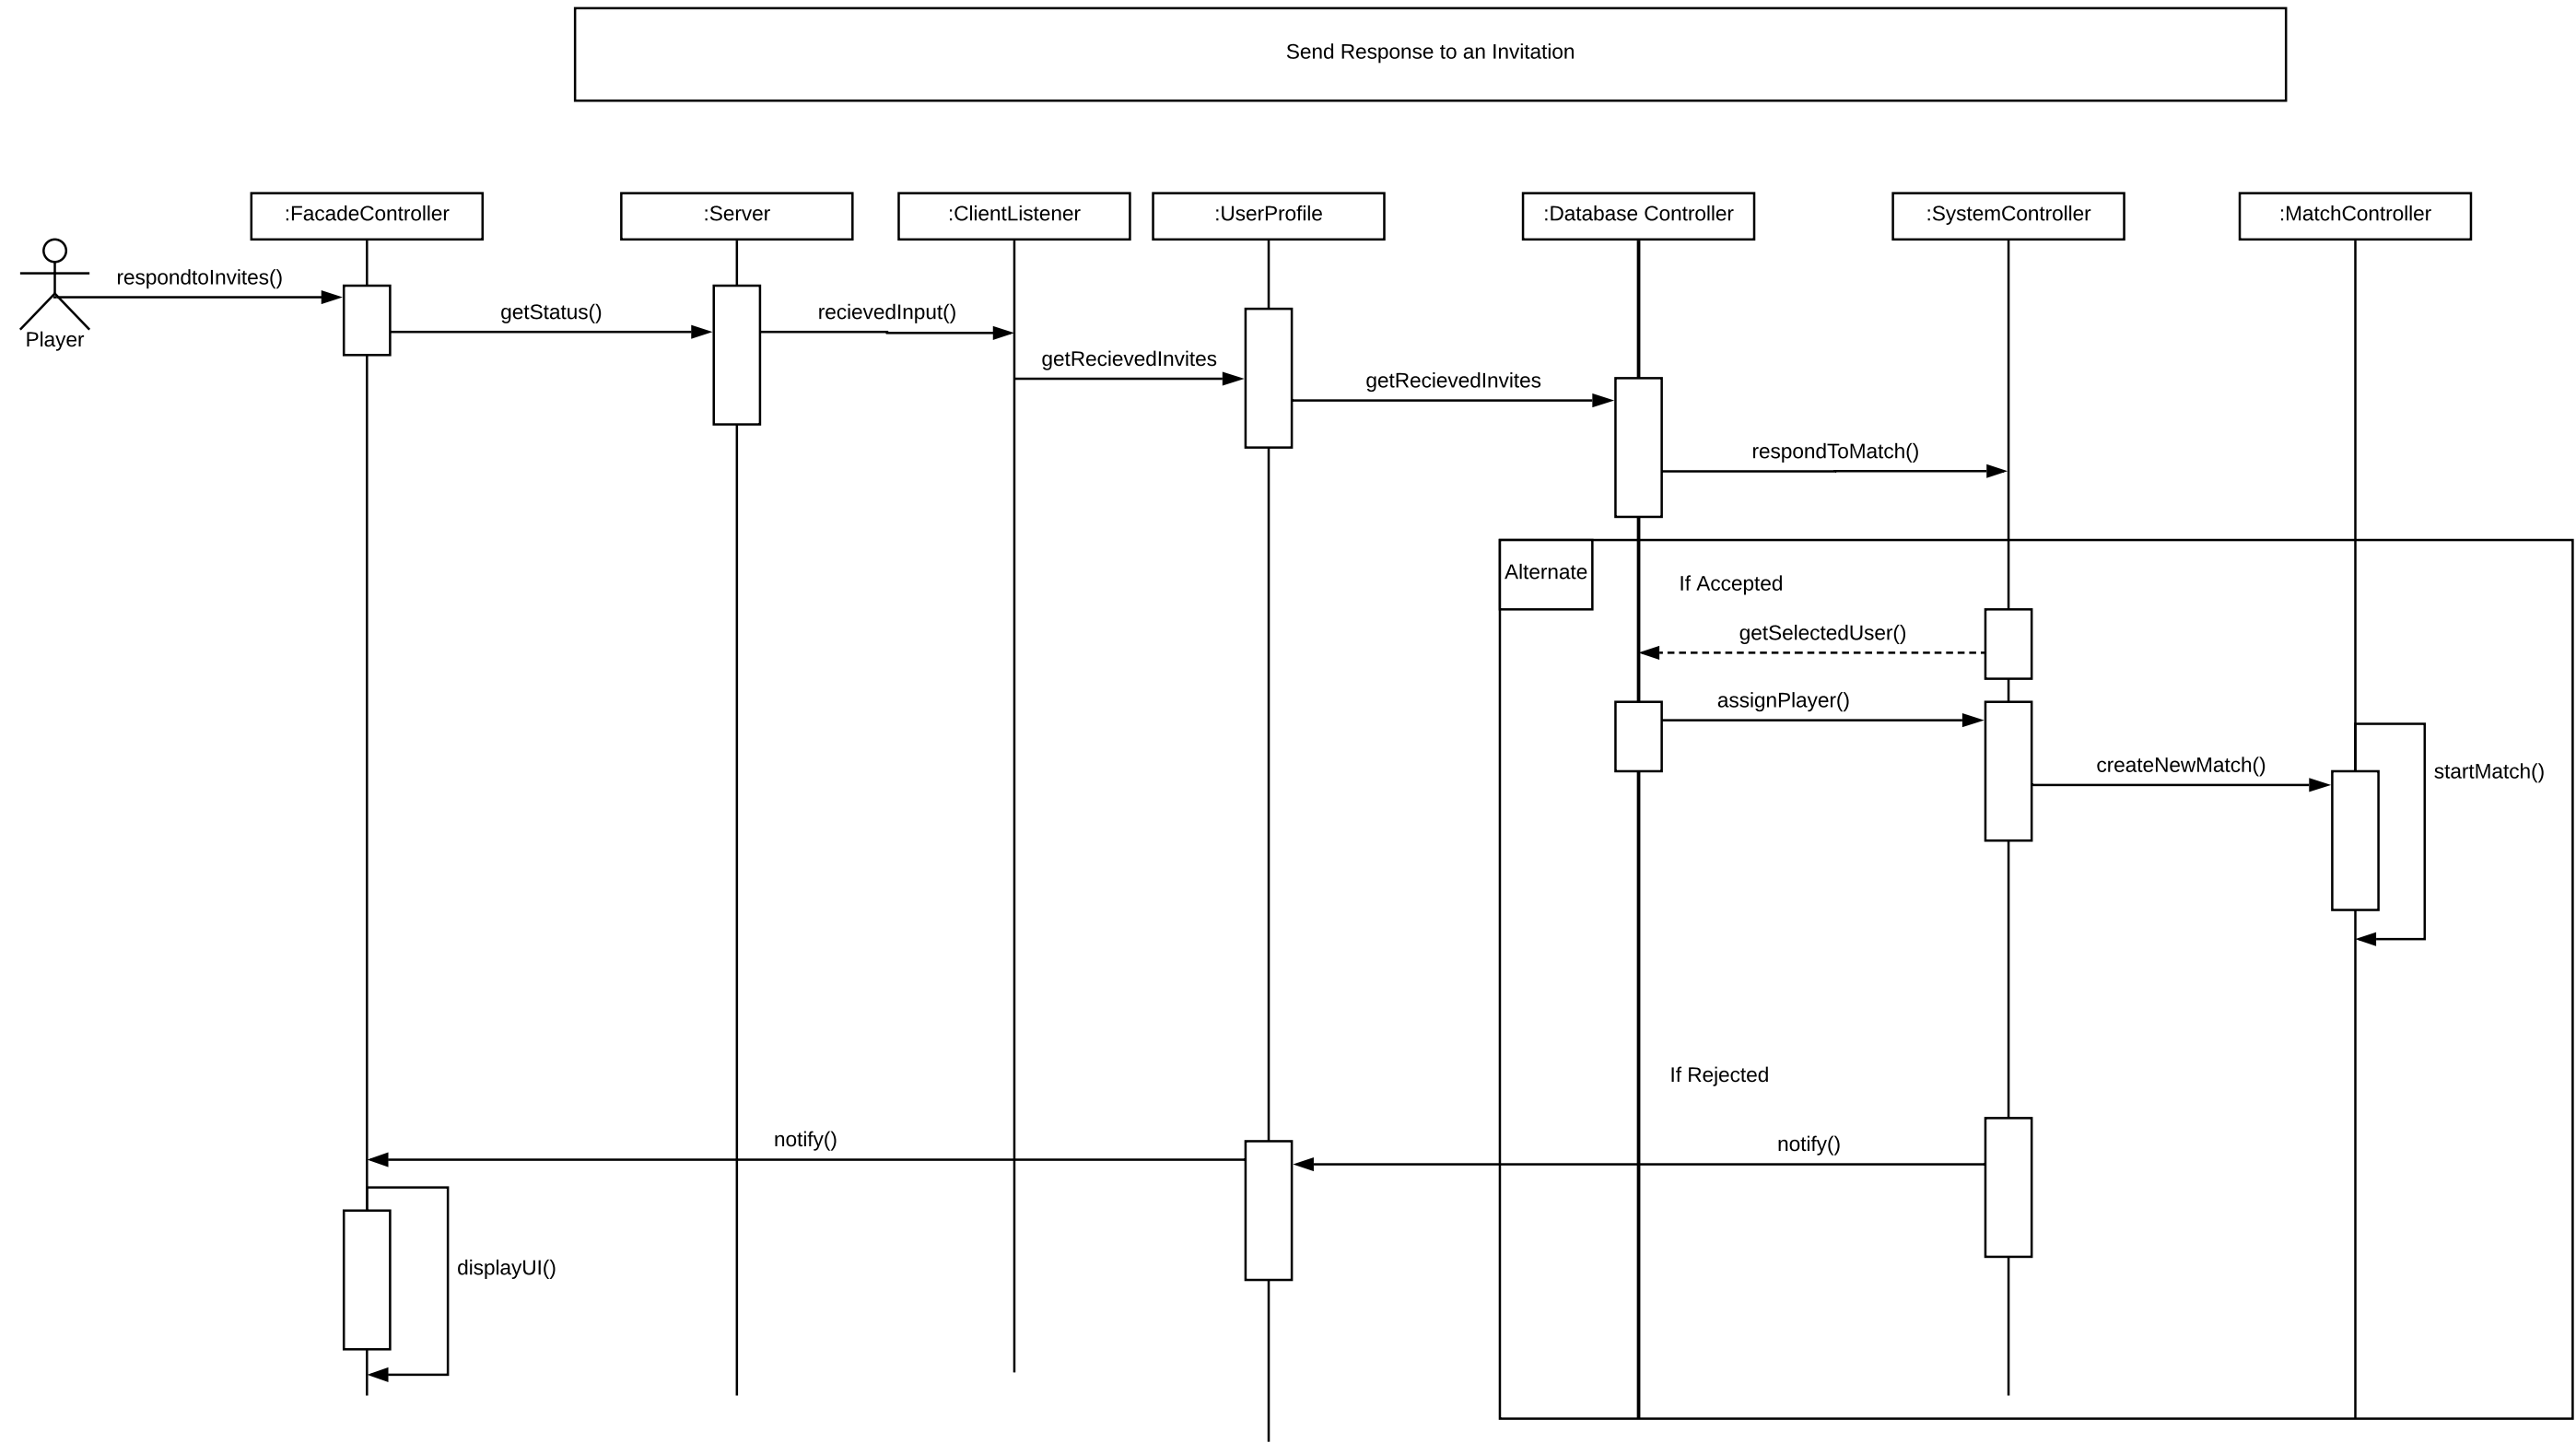 Send Response to an Invitation
:FacadeController
:Server
:ClientListener
:UserProfile
:Database Controller
:SystemController
:MatchController
respondtoInvites()
Player
getStatus()
recievedInput()
getRecievedInvites
getRecievedInvites
respondToMatch()
Alternate
If Accepted
getSelectedUser()
assignPlayer()
createNewMatch()
startMatch()
If Rejected
notify()
notify()
displayUI()